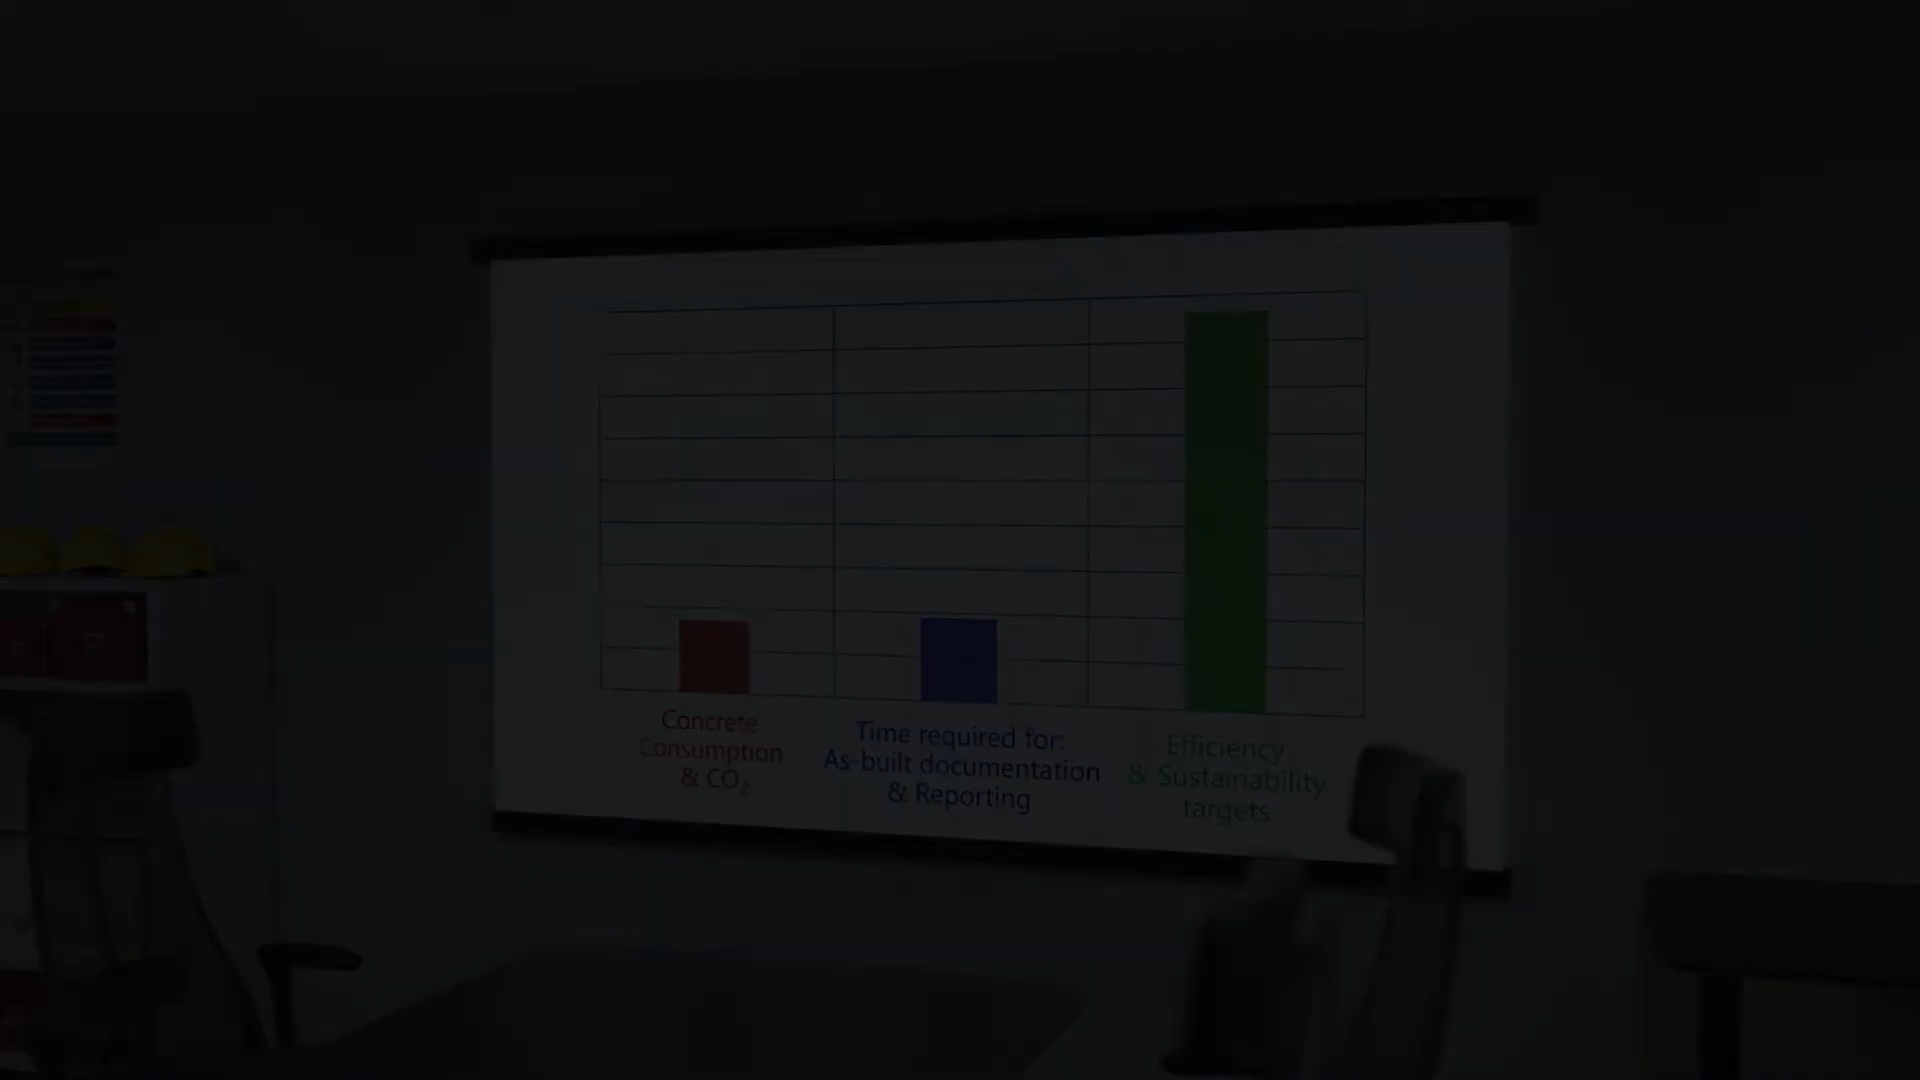 Concrete
Consumption
& CO₂
Time required for:
As-built documentation
& Reporting
Efficiency
& Sustainability
targets